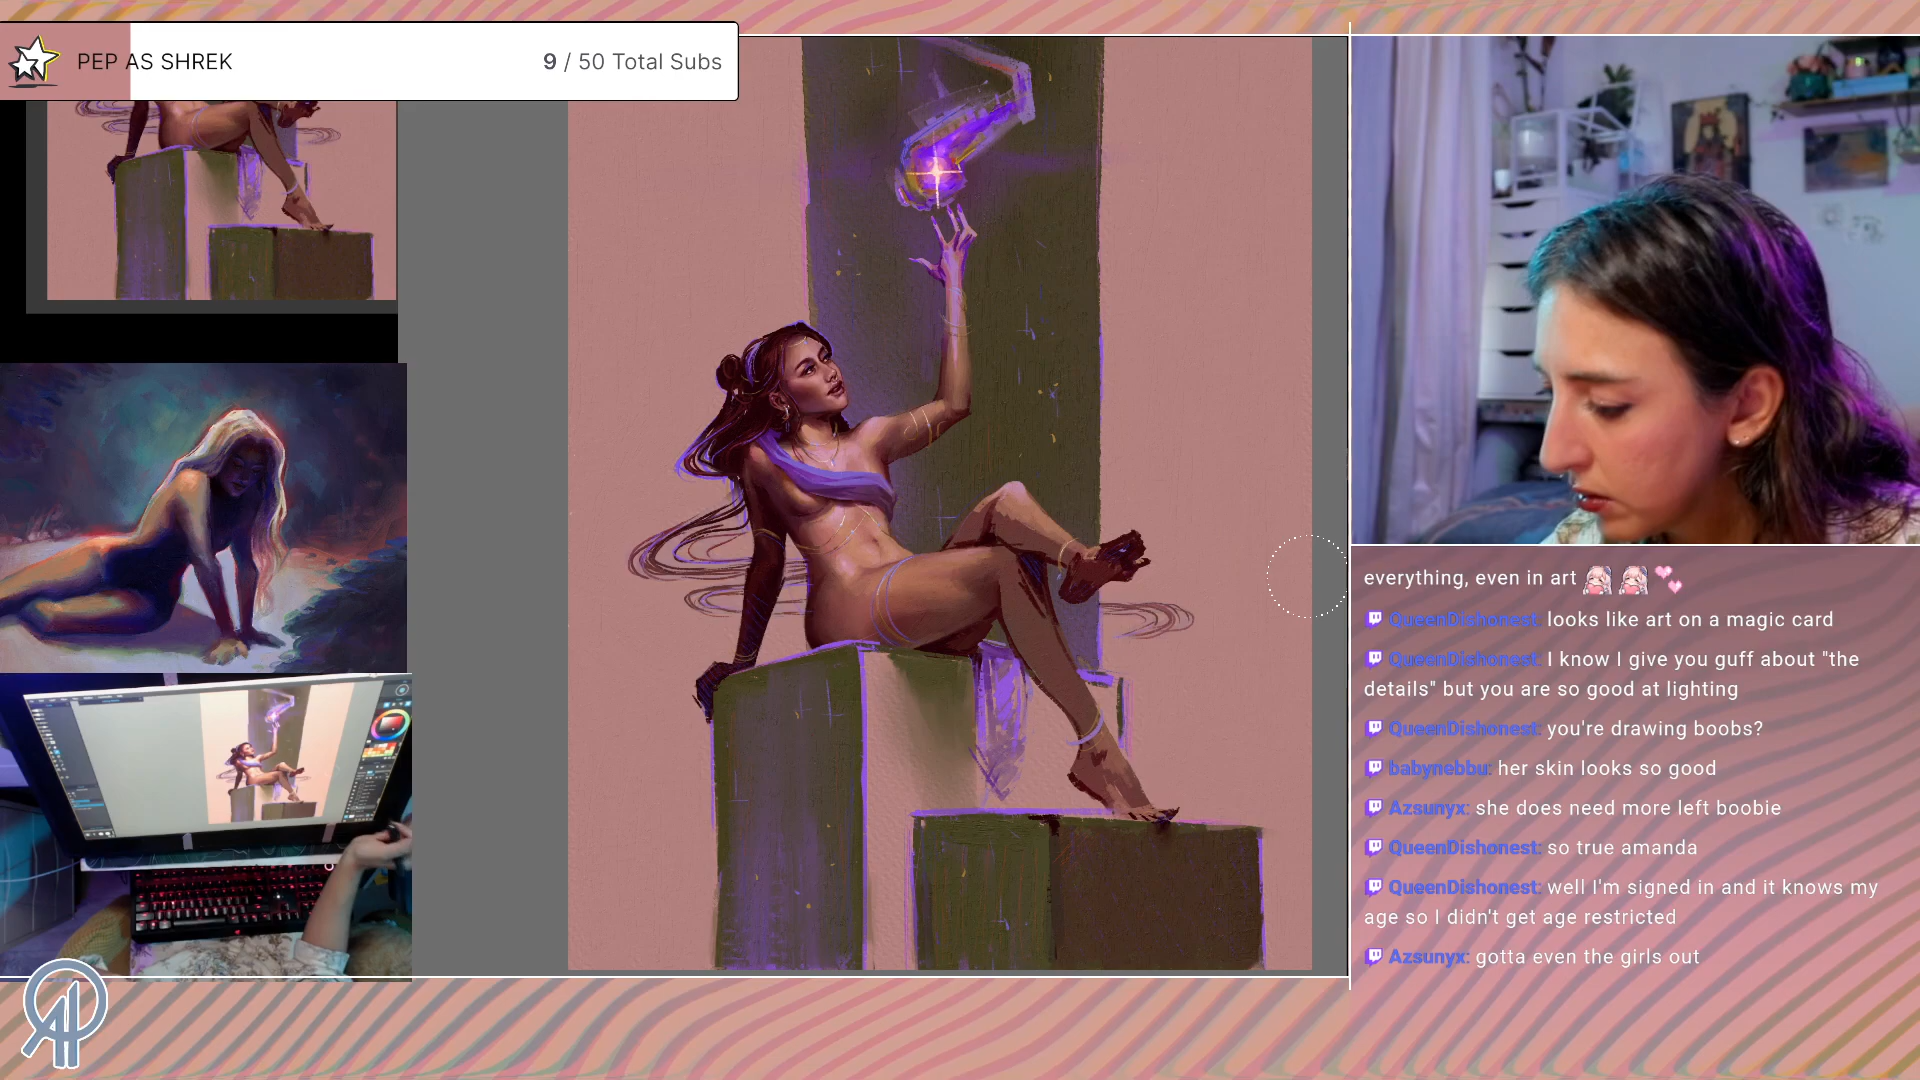 PEP AS SHREK
9 / 50 Total Subs
everything, even in art
QueenDishonest: looks like art on a magic card
QueenDishonest: I know I give you guff about "the
details" but you are so good at lighting
QueenDishonest: you're drawing boobs?
babynebbu: her skin looks so good
Azsunyx: she does need more left boobie
QueenDishonest: so true amanda
QueenDishonest: well I'm signed in and it knows my
age so I didn't get age restricted
Azsunyx: gotta even the girls out